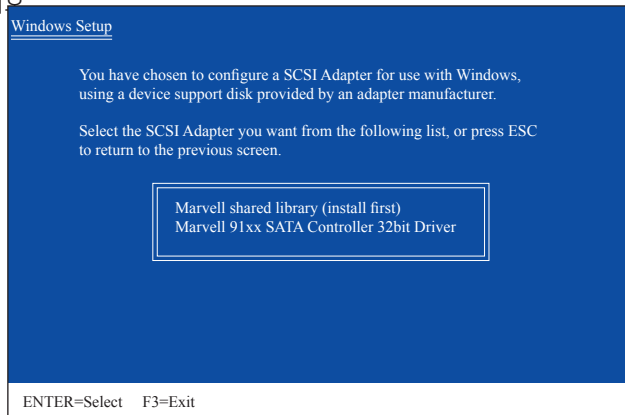 Windows Setup
You have chosen to configure a SCSI Adapter for use with Windows,
using a device support disk provided by an adapter manufacturer.
Select the SCSI Adapter you want from the following list, or press ESC
to return to the previous screen.
Marvell shared library (install first)
Marvell 91xx SATA Controller 32bit Driver
ENTER=Select F3=Exit